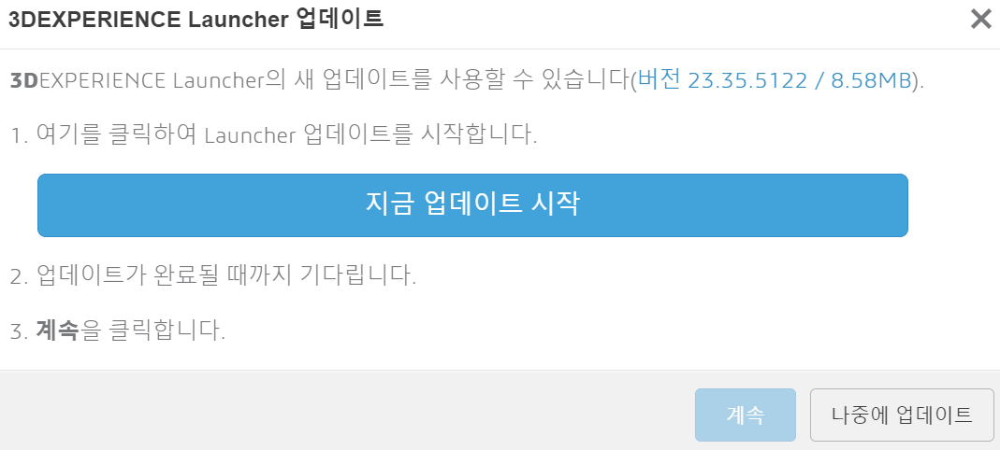 3DEXPERIENCE Launcher 업데이트
3DEXPERIENCE Launcher의 새 업데이트를 사용할 수 있습니다(버전 23.35.5122 / 8.58MB).
1. 여기를 클릭하여 Launcher 업데이트를 시작합니다.
지금 업데이트 시작
2. 업데이트가 완료될 때까지 기다립니다.
3. 계속을 클릭합니다.
계속
나중에 업데이트